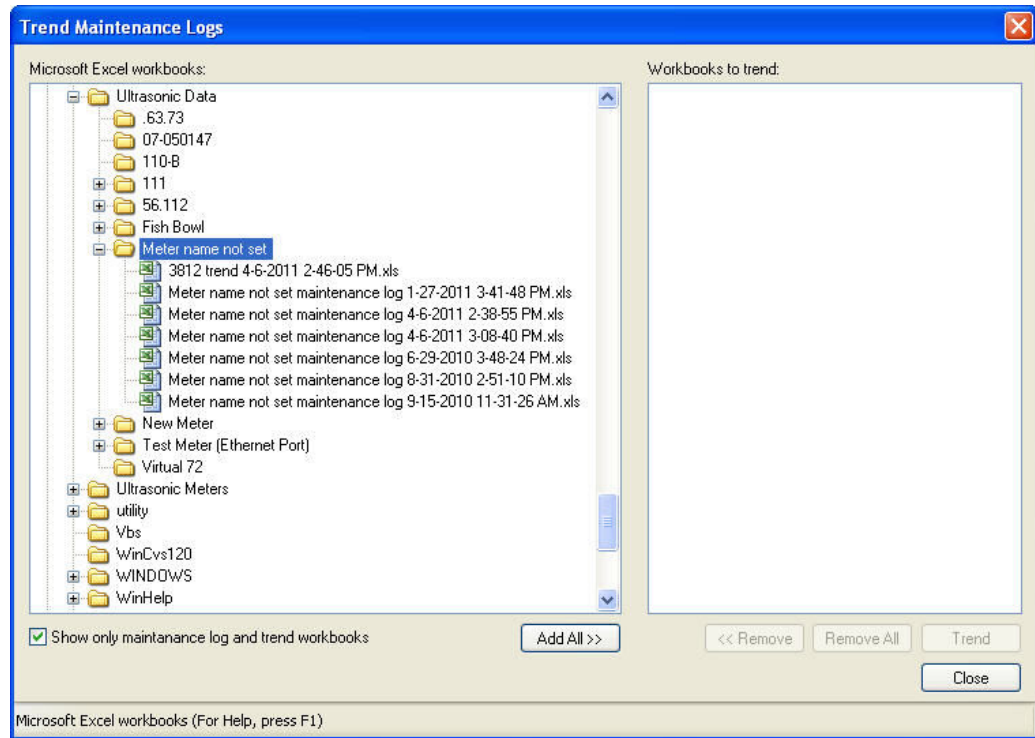 Trend Maintenance Logs
Microsoft Excel workbooks:
Workbooks to trend:
Ultrasonic Data
.63.73
07-050147
110-B
111
56.112
Fish Bowl
Meter name not set
3812 trend 4-6-2011 2-46-05 PM.xls
Meter name not set maintenance log 1-27-2011 3-41-48 PM.xls
Meter name not set maintenance log 4-6-2011 2-38-55 PM.xls
Meter name not set maintenance log 4-6-2011 3-08-40 PM.xls
Meter name not set maintenance log 6-29-2010 3-48-24 PM.xls
Meter name not set maintenance log 8-31-2010 2-51-10 PM.xls
Meter name not set maintenance log 9-15-2010 11-31-26 AM.xls
New Meter
Test Meter (Ethernet Port)
Virtual 72
Ultrasonic Meters
utility
Vbs
WinCvs120
WINDOWS
WinHelp
Show only maintanance log and trend workbooks
Add All >>
<< Remove
Remove All
Trend
Close
Microsoft Excel workbooks (For Help, press F1)